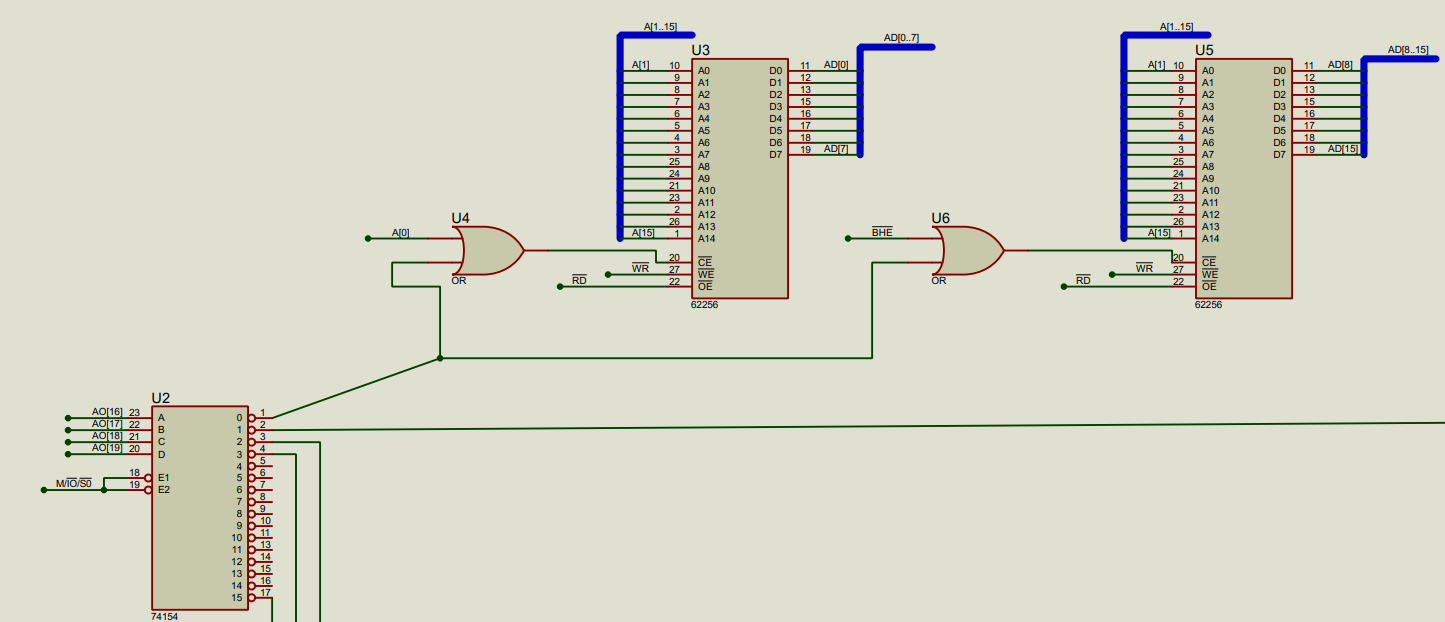 A[1..15]
U3
AD[0..7]
A[1] 10 A0 D0 11 AD[0]
9 A1 D1 12
8 A2 D2 13
7 A3 D3 15
6 A4 D4 16
5 A5 D5 17
4 A6 D6 18
3 A7 D7 19 AD[7]
25 A8
24 A9
21 A10
23 A11
2 A12
26 A13
A[15] 1 A14
20 CE
WR 27 WE
RD 22 OE
62256
U4
A[0]
OR
A[1..15]
U5
AD[8..15]
A[1] 10 A0 D0 11 AD[8]
9 A1 D1 12
8 A2 D2 13
7 A3 D3 15
6 A4 D4 16
5 A5 D5 17
4 A6 D6 18
3 A7 D7 19 AD[15]
25 A8
24 A9
21 A10
23 A11
2 A12
26 A13
A[15] 1 A14
20 CE
WR 27 WE
RD 22 OE
62256
U6
BHE
OR
U2
AO[16] 23 A 0 1
AO[17] 22 B 1 2
AO[18] 21 C 2 3
AO[19] 20 D 3 4
4 5
18 E1 5 6
M/IO/S0 19 E2 6 7
7 8
8 9
9 10
10 11
11 13
12 14
13 15
14 16
15 17
74154